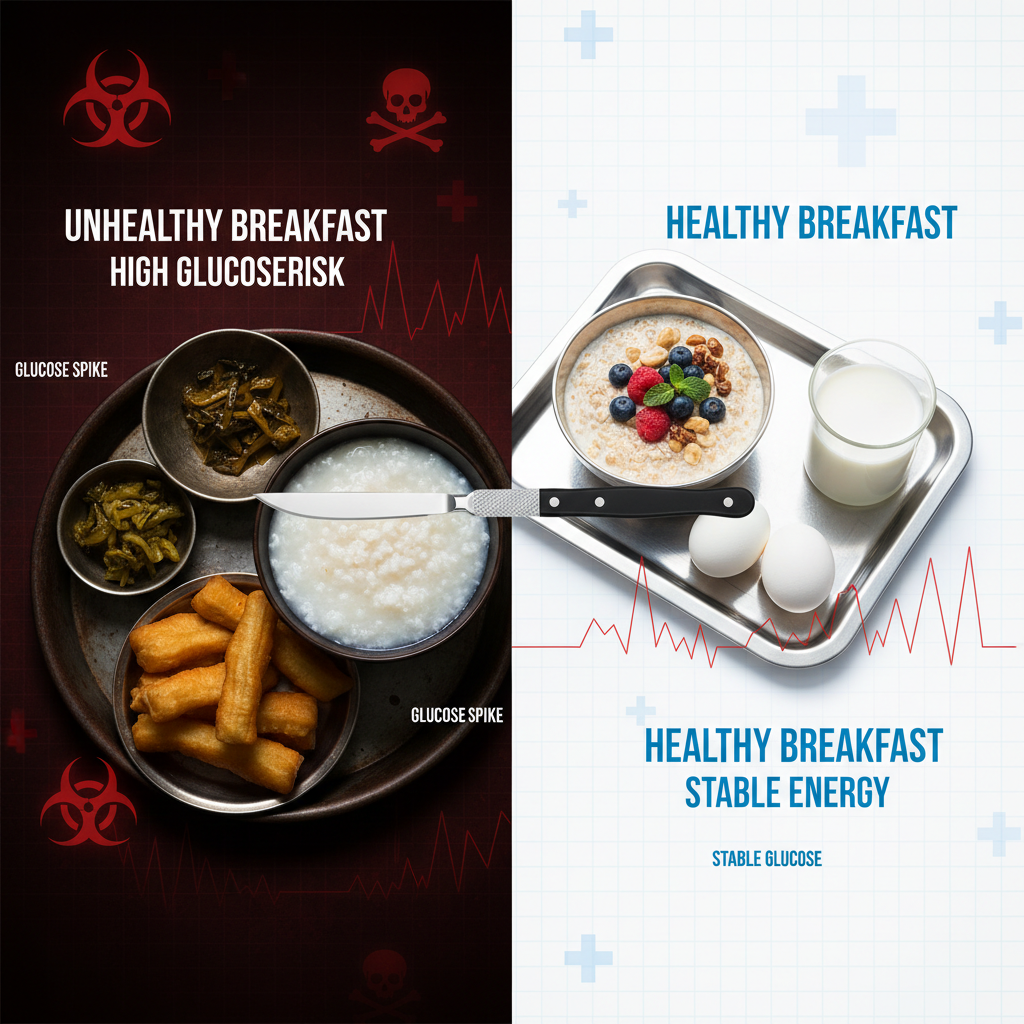 UNHEALTHY BREAKFAST
HIGH GLUCOSERISK
GLUCOSE SPIKE
GLUCOSE SPIKE
HEALTHY BREAKFAST
HEALTHY BREAKFAST
STABLE ENERGY
STABLE GLUCOSE